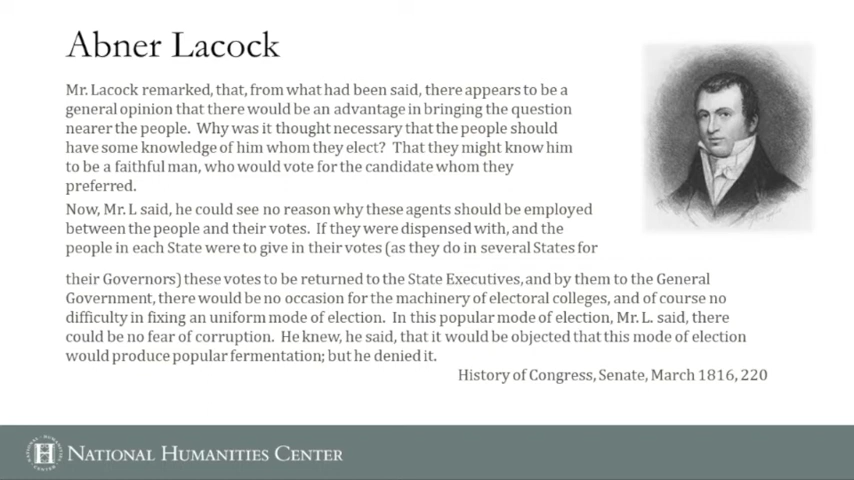 Abner Lacock
Mr. Lacock remarked, that, from what had been said, there appears to be a
general opinion that there would be an advantage in bringing the question
nearer the people. Why was it thought necessary that the people should
have some knowledge of him whom they elect? That they might know him
to be a faithful man, who would vote for the candidate whom they
preferred.
Now, Mr. L said, he could see no reason why these agents should be employed
between the people and their votes. If they were dispensed with, and the
people in each State were to give in their votes (as they do in several States for
their Governors) these votes to be returned to the State Executives, and by them to the General
Government, there would be no occasion for the machinery of electoral colleges, and of course no
difficulty in fixing an uniform mode of election. In this popular mode of election, Mr. L. said, there
could be no fear of corruption. He knew, he said, that it would be objected that this mode of election
would produce popular fermentation; but he denied it.
History of Congress, Senate, March 1816, 220
NATIONAL HUMANITIES CENTER